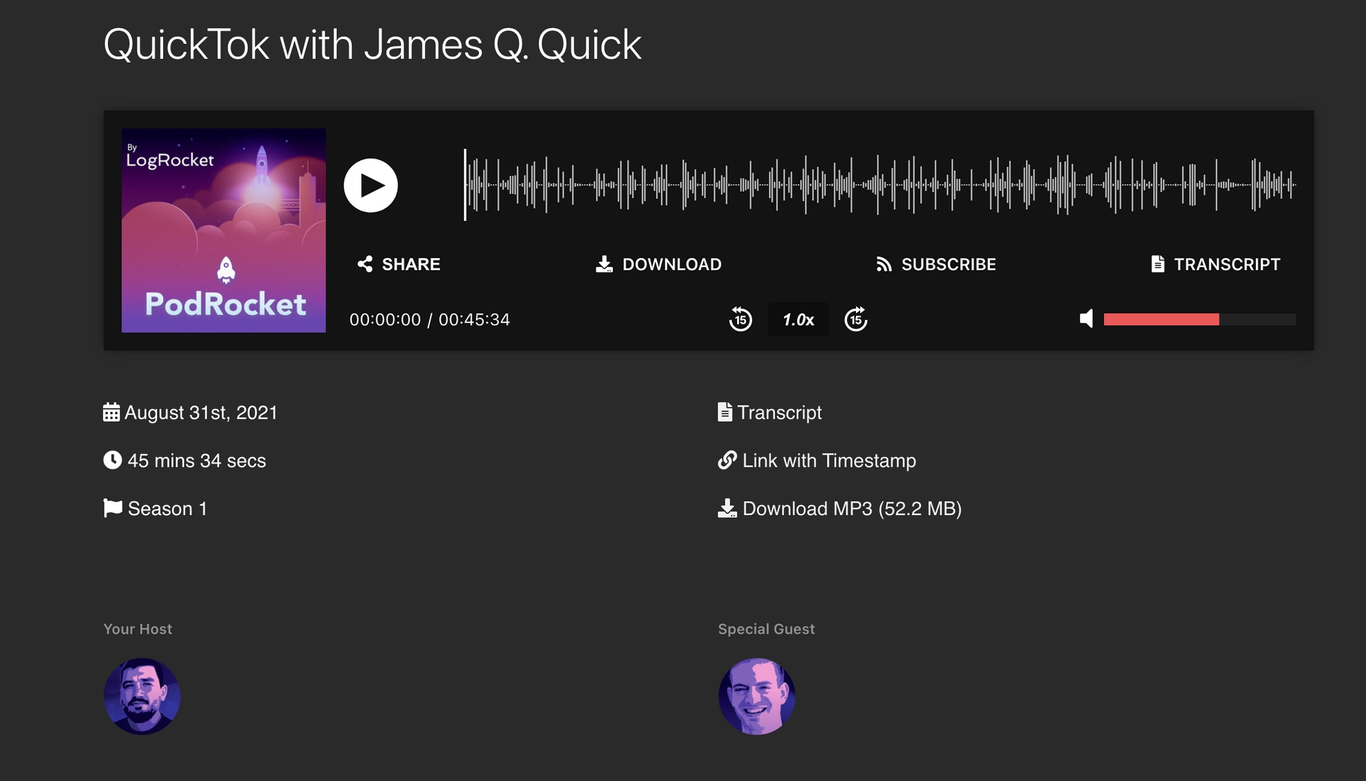 QuickTok with James Q. Quick
By
LogRocket
PodRocket
SHARE
DOWNLOAD
SUBSCRIBE
TRANSCRIPT
00:00:00 / 00:45:34
15
1.0x
15
August 31st, 2021
Transcript
45 mins 34 secs
Link with Timestamp
Season 1
Download MP3 (52.2 MB)
Your Host
Special Guest